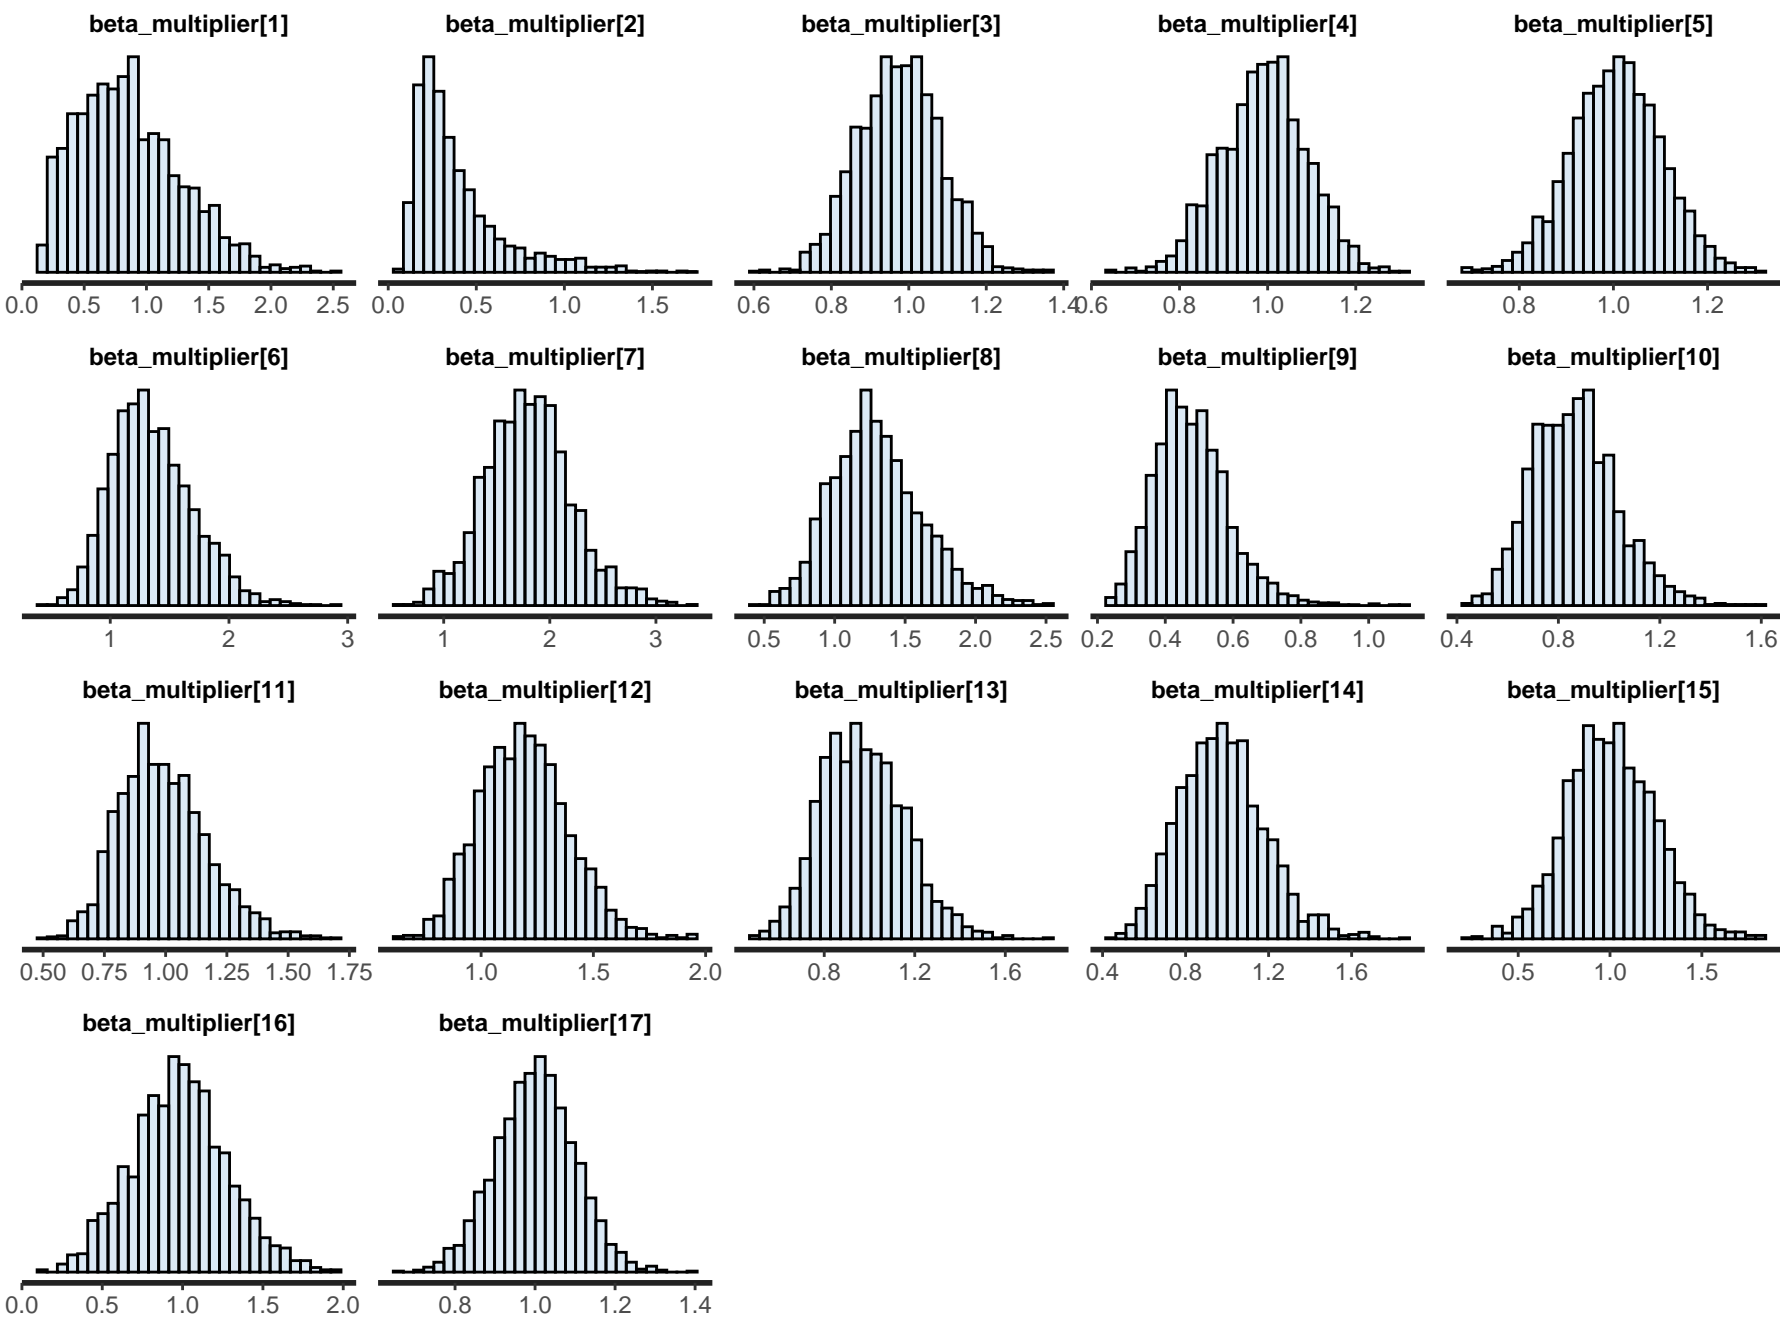 beta_multiplier[1] beta_multiplier[2] beta_multiplier[3] beta_multiplier[4] beta_multiplier[5]
0.0 0.5 1.0 1.5 2.0 2.5 0.0 0.5 1.0 1.5 0.6 0.8 1.0 1.2 1.4 0.6 0.8 1.0 1.2 0.8 1.0 1.2
beta_multiplier[6] beta_multiplier[7] beta_multiplier[8] beta_multiplier[9] beta_multiplier[10]
1 2 3 1 2 3 0.5 1.0 1.5 2.0 2.5 0.2 0.4 0.6 0.8 1.0 0.4 0.8 1.2 1.6
beta_multiplier[11] beta_multiplier[12] beta_multiplier[13] beta_multiplier[14] beta_multiplier[15]
0.50 0.75 1.00 1.25 1.50 1.75 1.0 1.5 2.0 0.8 1.2 1.6 0.4 0.8 1.2 1.6 0.5 1.0 1.5
beta_multiplier[16] beta_multiplier[17]
0.0 0.5 1.0 1.5 2.0 0.8 1.0 1.2 1.4